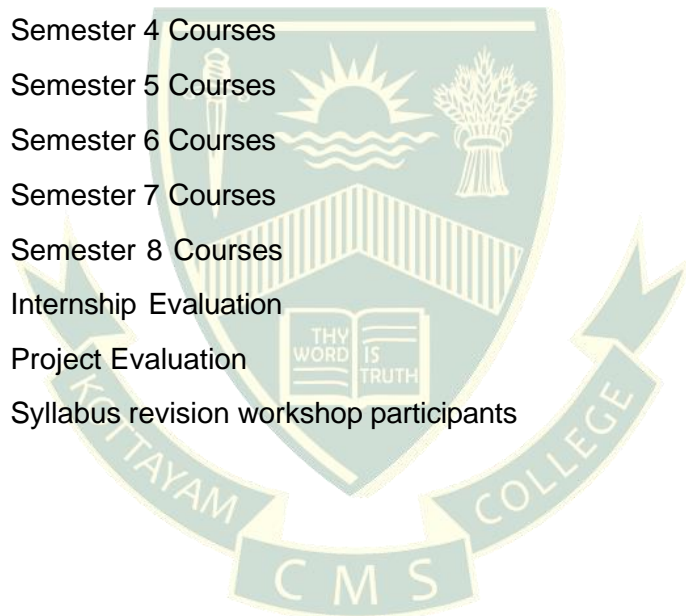 Semester 4 Courses
Semester 5 Courses
Semester 6 Courses
Semester 7 Courses
Semester 8 Courses
Internship Evaluation
Project Evaluation
Syllabus revision workshop participants
THY
WORD IS
TRUTH
KOTTAYAM
CMS
COLLEGE